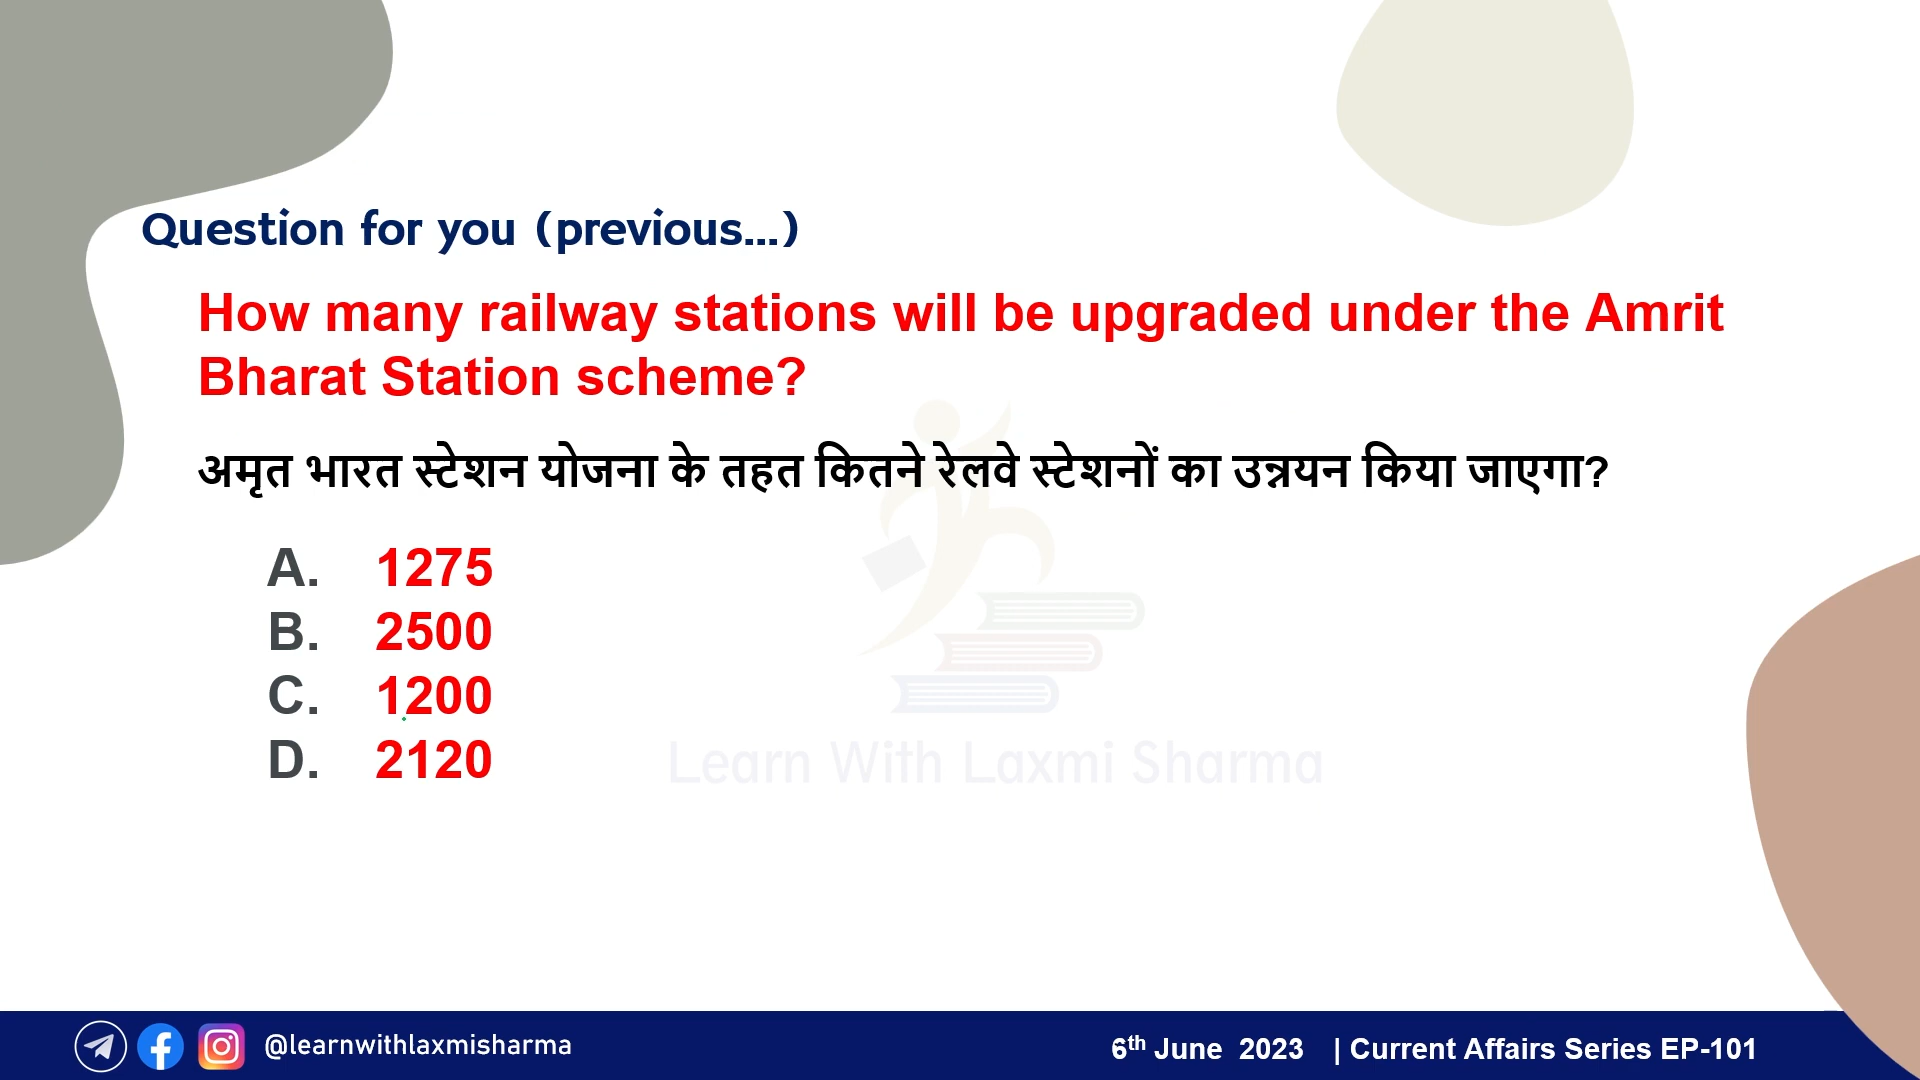 Question for you (previous...)
How many railway stations will be upgraded under the Amrit
Bharat Station scheme?
अमृत भारत स्टेशन योजना के तहत कितने रेलवे स्टेशनों का उन्नयन किया जाएगा?
A. 1275
B. 2500
C. 1200
D. 2120
Learn With Laxmi Sharma
@learnwithlaxmisharma
6th June 2023 | Current Affairs Series EP-101